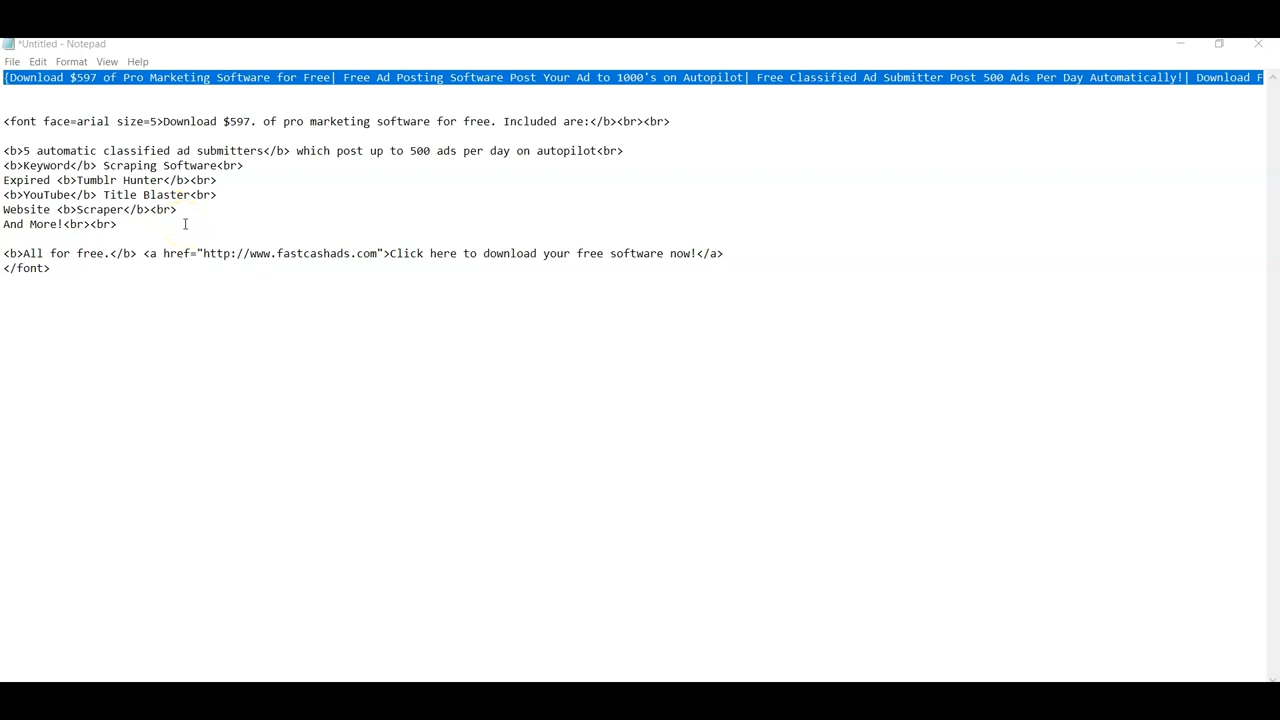 *Untitled - Notepad
File Edit Format View Help
{Download $597 of Pro Marketing Software for Free| Free Ad Posting Software Post Your Ad to 1000's on Autopilot| Free Classified Ad Submitter Post 500 Ads Per Day Automatically!| Download F
<font face=arial size=5>Download $597. of pro marketing software for free. Included are:</b><br><br>
<b>5 automatic classified ad submitters</b> which post up to 500 ads per day on autopilot<br>
<b>Keyword</b> Scraping Software<br>
Expired <b>Tumblr Hunter</b><br>
<b>YouTube</b> Title Blaster<br>
Website <b>Scraper</b><br>
And More!<br><br>
<b>All for free.</b> <a href="http://www.fastcashads.com">Click here to download your free software now!</a>
</font>